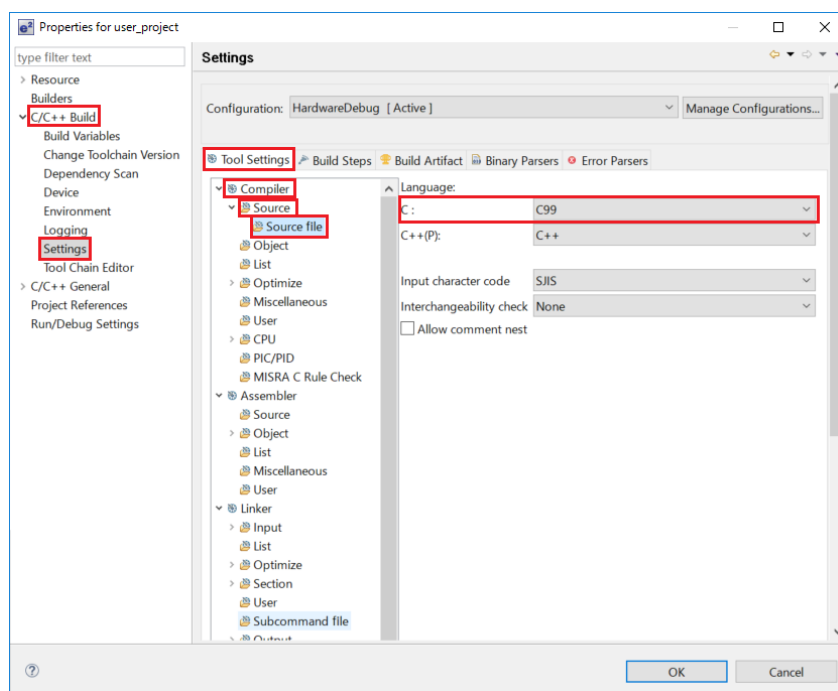 e² Properties for user_project
type filter text
Resource
Builders
C/C++ Build
Build Variables
Change Toolchain Version
Dependency Scan
Device
Environment
Logging
Settings
Tool Chain Editor
C/C++ General
Project References
Run/Debug Settings
Settings
Configuration: HardwareDebug [ Active ] Manage Configurations...
Tool Settings Build Steps Build Artifact Binary Parsers Error Parsers
Compiler
Source
Source file
Object
List
Optimize
Miscellaneous
User
CPU
PIC/PID
MISRA C Rule Check
Assembler
Source
Object
List
Miscellaneous
User
Linker
Input
List
Optimize
Section
User
Subcommand file
Output
Language:
C : C99
C++(P): C++
Input character code SJIS
Interchangeability check None
Allow comment nest
? OK Cancel